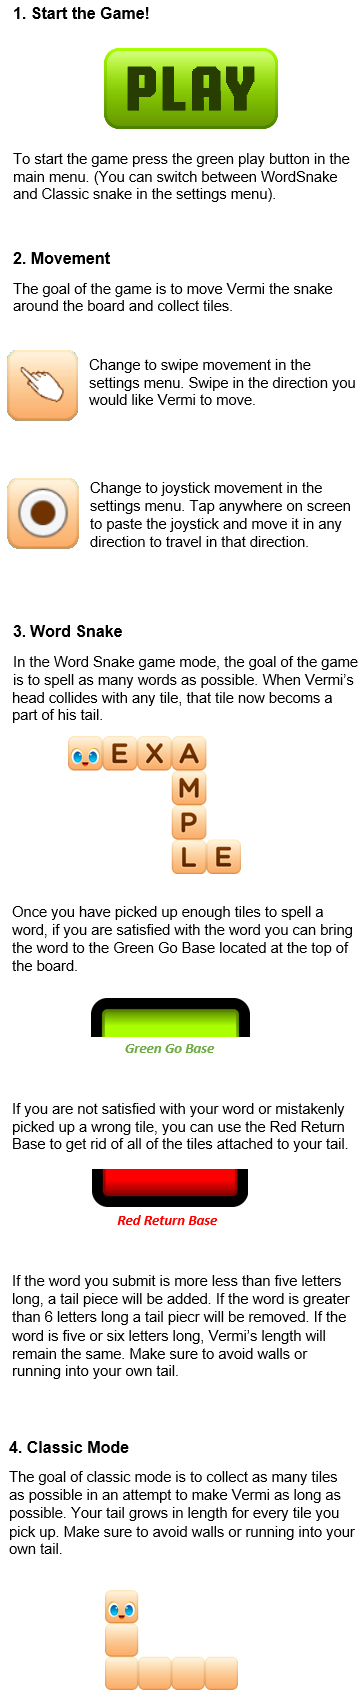 1. Start the Game!
PLAY
To start the game press the green play button in the
main menu. (You can switch between WordSnake
and Classic snake in the settings menu).
2. Movement
The goal of the game is to move Vermi the snake
around the board and collect tiles.
Change to swipe movement in the
settings menu. Swipe in the direction you
would like Vermi to move.
Change to joystick movement in the
settings menu. Tap anywhere on screen
to paste the joystick and move it in any
direction to travel in that direction.
3. Word Snake
In the Word Snake game mode, the goal of the game
is to spell as many words as possible. When Vermi's
head collides with any tile, that tile now becoms a
part of his tail.
E X A
M
P
L E
Once you have picked up enough tiles to spell a
word, if you are satisfied with the word you can bring
the word to the Green Go Base located at the top of
the board.
Green Go Base
If you are not satisfied with your word or mistakenly
picked up a wrong tile, you can use the Red Return
Base to get rid of all of the tiles attached to your tail.
Red Return Base
If the word you submit is more less than five letters
long, a tail piece will be added. If the word is greater
than 6 letters long a tail piecr will be removed. If the
word is five or six letters long, Vermi's length will
remain the same. Make sure to avoid walls or
running into your own tail.
4. Classic Mode
The goal of classic mode is to collect as many tiles
as possible in an attempt to make Vermi as long as
possible. Your tail grows in length for every tile you
pick up. Make sure to avoid walls or running into your
own tail.